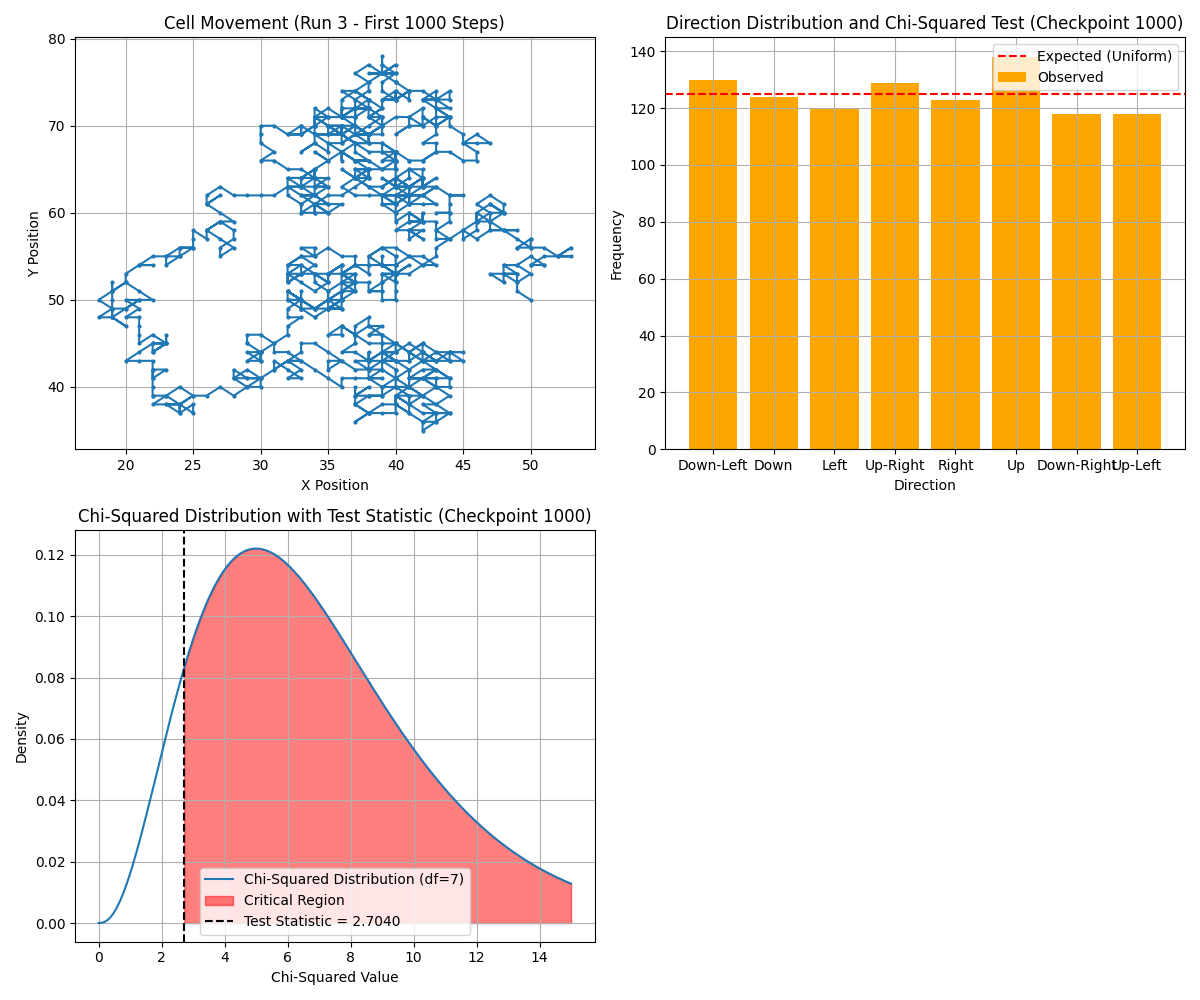 Cell Movement (Run 3 - First 1000 Steps)
80
70
60
50
40
Y Position
20 25 30 35 40 45 50
X Position
Direction Distribution and Chi-Squared Test (Checkpoint 1000)
Expected (Uniform)
Observed
140
120
100
80
60
40
20
0
Frequency
Down-Left Down Left Up-Right Right Up Down-Right Up-Left
Direction
Chi-Squared Distribution with Test Statistic (Checkpoint 1000)
0.12
0.10
0.08
0.06
0.04
0.02
0.00
Density
Chi-Squared Distribution (df=7)
Critical Region
Test Statistic = 2.7040
0 2 4 6 8 10 12 14
Chi-Squared Value